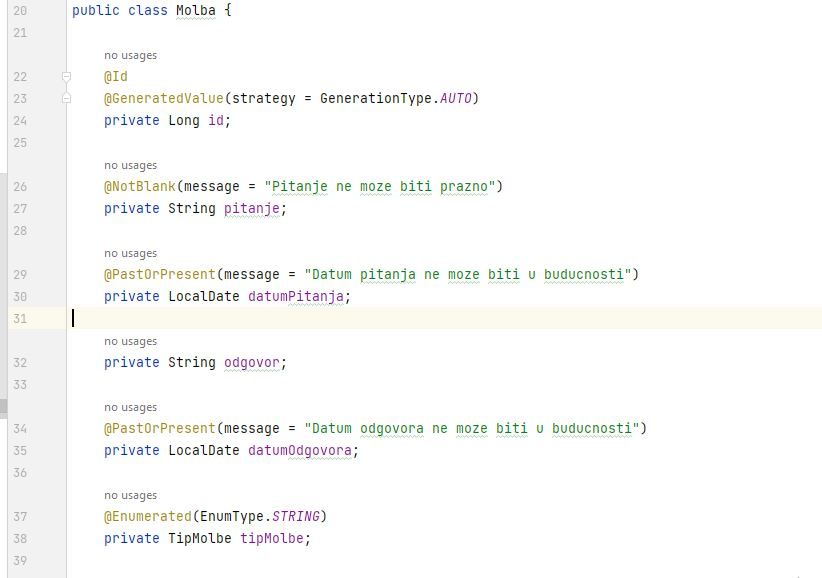 20 public class Molba {
21
no usages
22 @Id
23 @GeneratedValue(strategy = GenerationType.AUTO)
24 private Long id;
25
no usages
26 @NotBlank(message = "Pitanje ne moze biti prazno")
27 private String pitanje;
28
no usages
29 @PastOrPresent(message = "Datum pitanja ne moze biti u buducnosti")
30 private LocalDate datumPitanja;
31
no usages
32 private String odgovor;
33
no usages
34 @PastOrPresent(message = "Datum odgovora ne moze biti u buducnosti")
35 private LocalDate datumOdgovora;
36
no usages
37 @Enumerated(EnumType.STRING)
38 private TipMolbe tipMolbe;
39